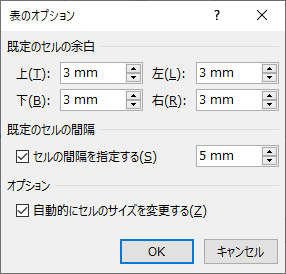 表のオプション ? ×
既定のセルの余白
上(T): 3 mm 左(L): 3 mm
下(B): 3 mm 右(R): 3 mm
既定のセルの間隔
セルの間隔を指定する(S) 5 mm
オプション
自動的にセルのサイズを変更する(Z)
OK キャンセル